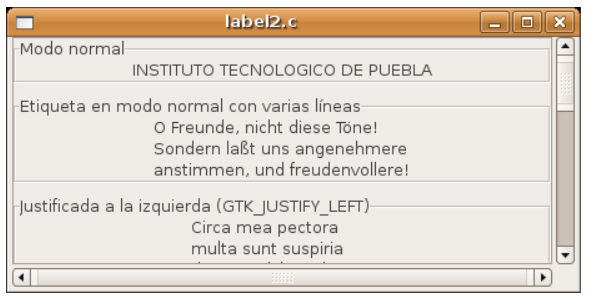 label2.c
Modo normal
INSTITUTO TECNOLOGICO DE PUEBLA
Etiqueta en modo normal con varias líneas
O Freunde, nicht diese Töne!
Sondern laßt uns angenehmere
anstimmen, und freudenvollere!
Justificada a la izquierda (GTK_JUSTIFY_LEFT)
Circa mea pectora
multa sunt suspiria